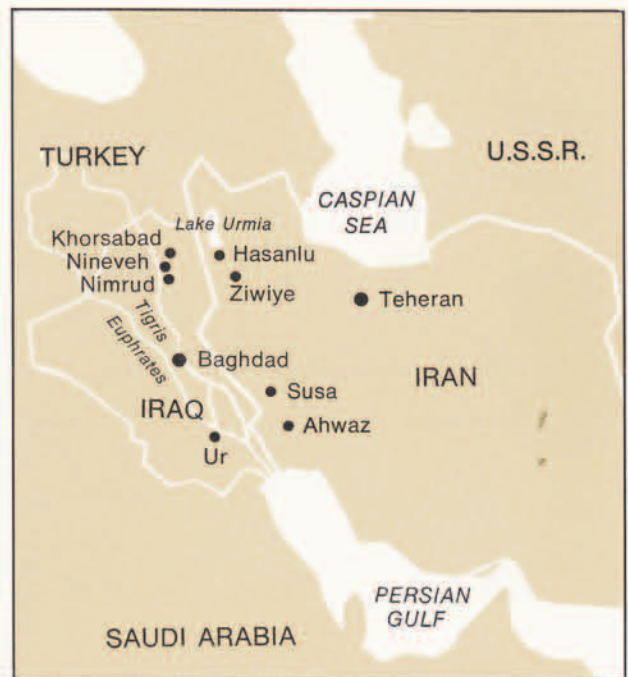 TURKEY
U.S.S.R.
CASPIAN
SEA
Lake Urmia
Khorsabad
Nineveh
Nimrud
Hasanlu
Ziwiye
Teheran
Tigris
Euphrates
Baghdad
IRAN
Susa
IRAQ
Ahwaz
Ur
PERSIAN
GULF
SAUDI ARABIA